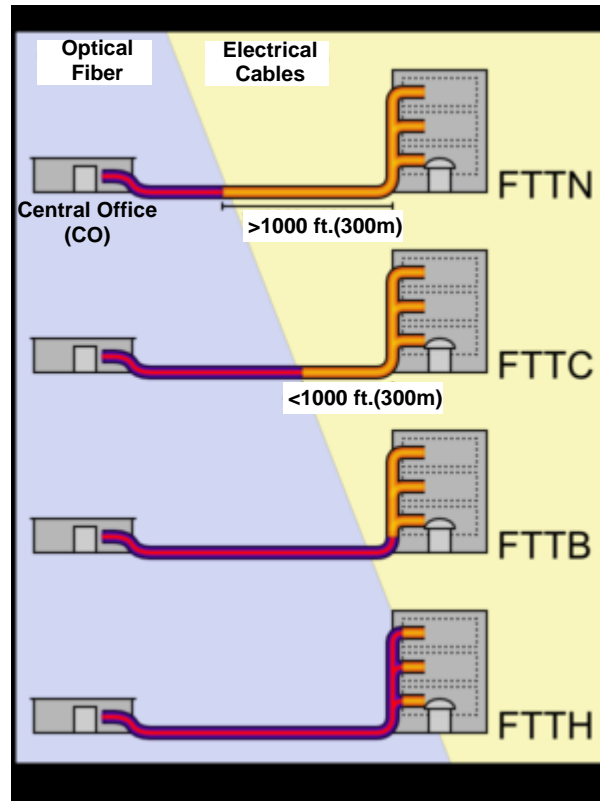 Optical
Fiber
Electrical
Cables
FTTN
Central Office
(CO)
>1000 ft.(300m)
FTTC
<1000 ft.(300m)
FTTB
FTTH